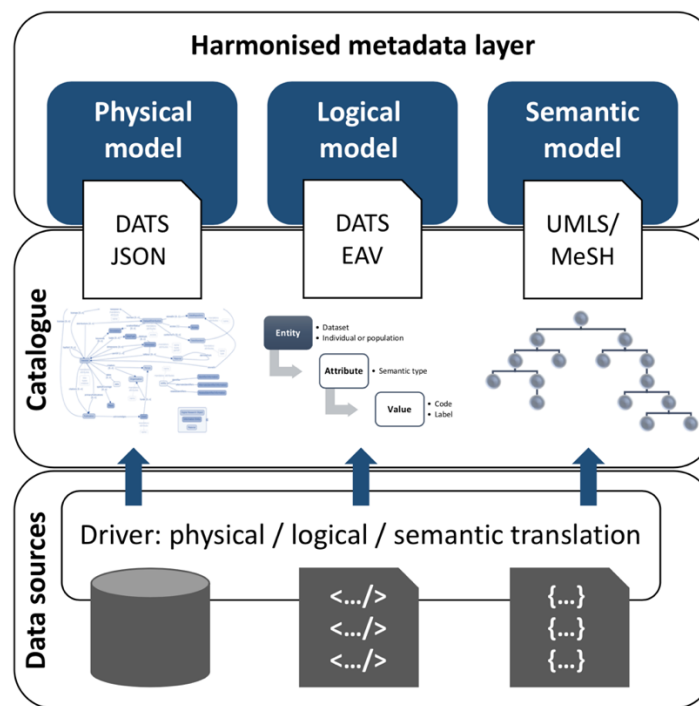 Harmonised metadata layer
Physical
model
Logical
model
Semantic
model
DATS
JSON
DATS
EAV
UMLS/
MeSH
Catalogue
Entity
• Dataset
• Individual or population
Attribute
• Semantic type
Value
• Code
• Label
Data sources
Driver: physical / logical / semantic translation
<.../>
<.../>
<.../>
{...}
{...}
{...}